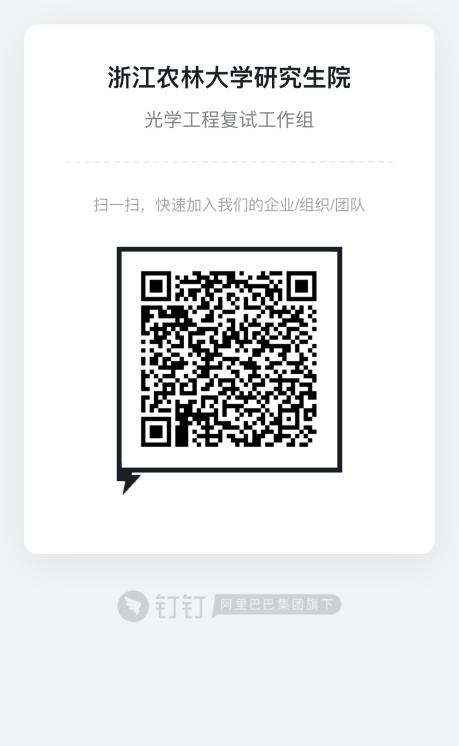 浙江农林大学研究生院
光学工程复试工作组
扫一扫，快速加入我们的企业/组织/团队
钉钉 阿里巴巴集团旗下